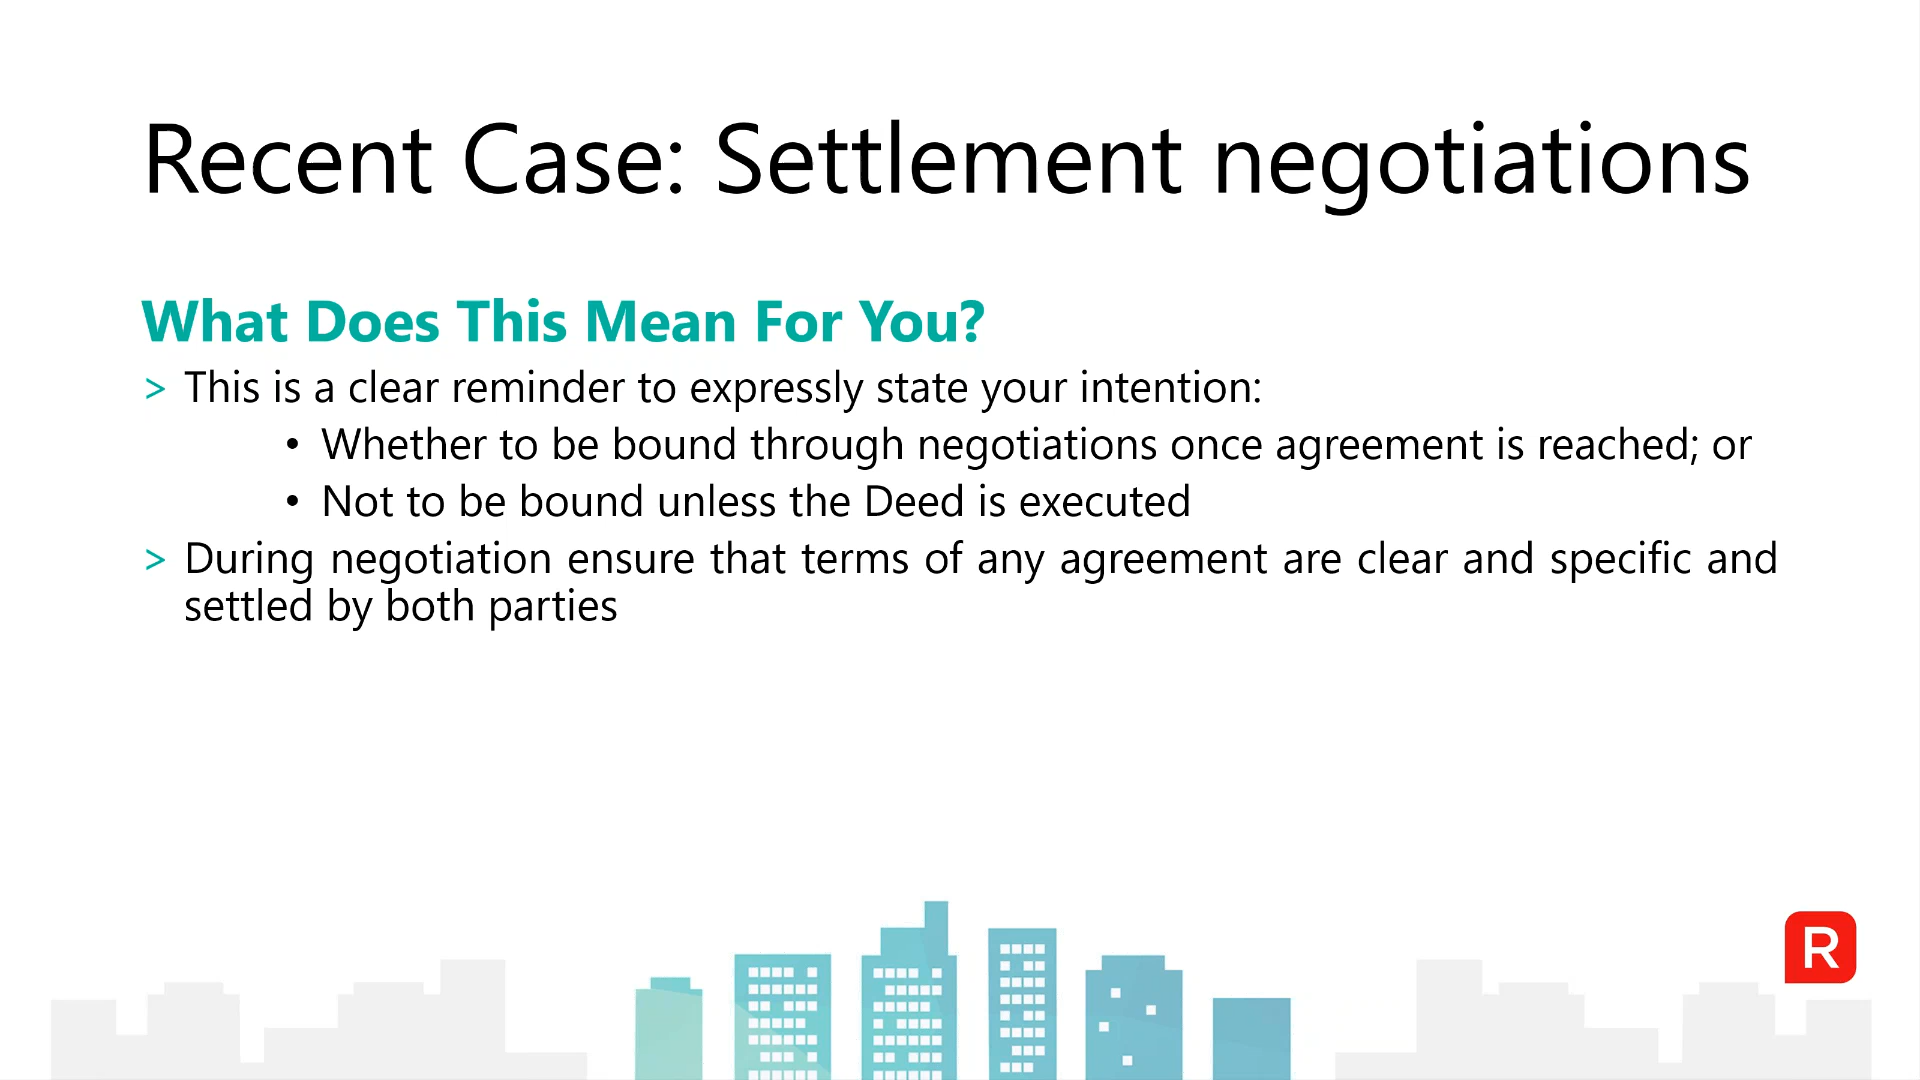 Recent Case: Settlement negotiations
What Does This Mean For You?
> This is a clear reminder to expressly state your intention:
• Whether to be bound through negotiations once agreement is reached; or
• Not to be bound unless the Deed is executed
> During negotiation ensure that terms of any agreement are clear and specific and
settled by both parties
R